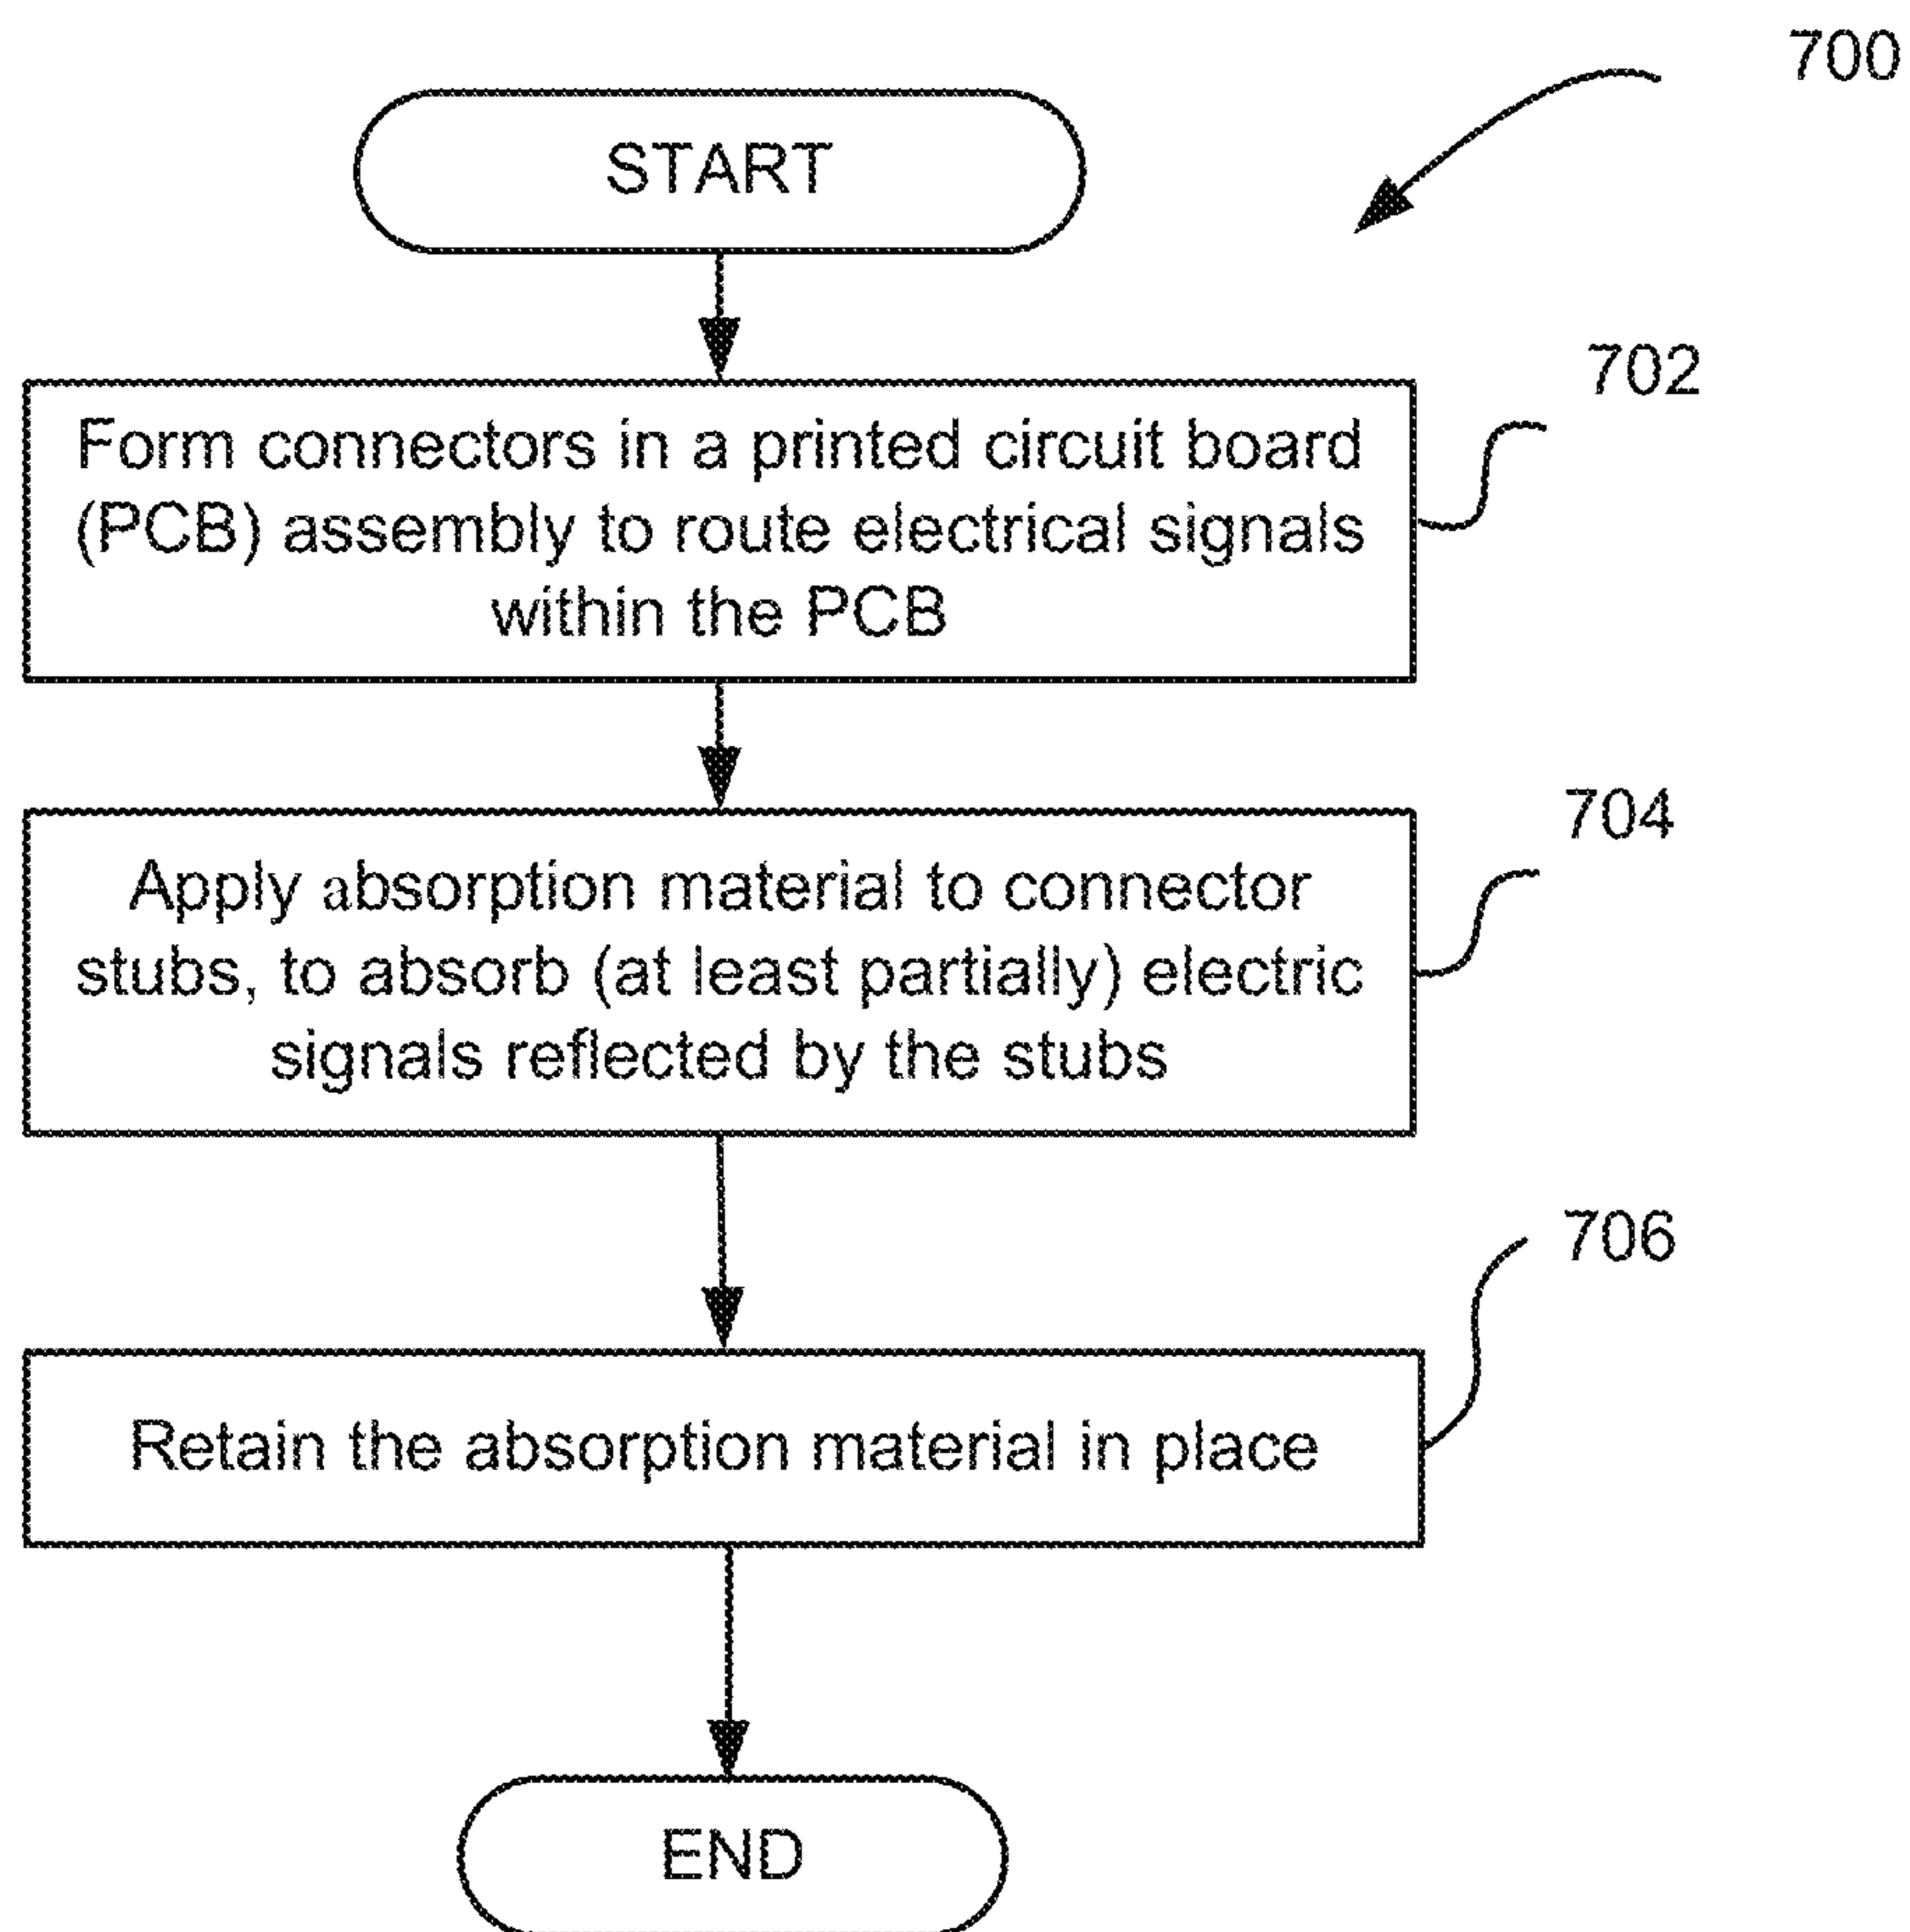 700
START
702
Form connectors in a printed circuit board
(PCB) assembly to route electrical signals
within the PCB
704
Apply absorption material to connector
stubs, to absorb (at least partially) electric
signals reflected by the stubs
706
Retain the absorption material in place
END